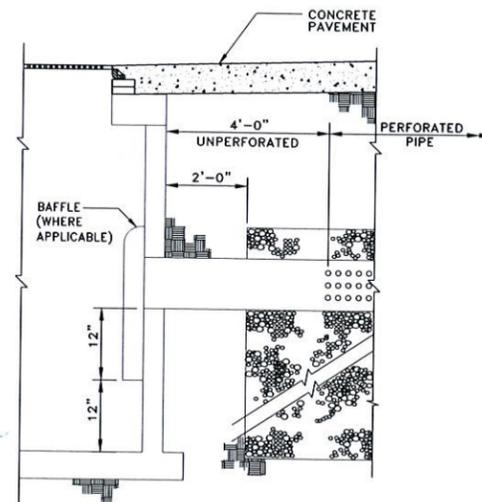 CONCRETE
PAVEMENT
4'-0"
UNPERFORATED
PERFORATED
PIPE
2'-0"
BAFFLE
(WHERE
APPLICABLE)
12"
12"